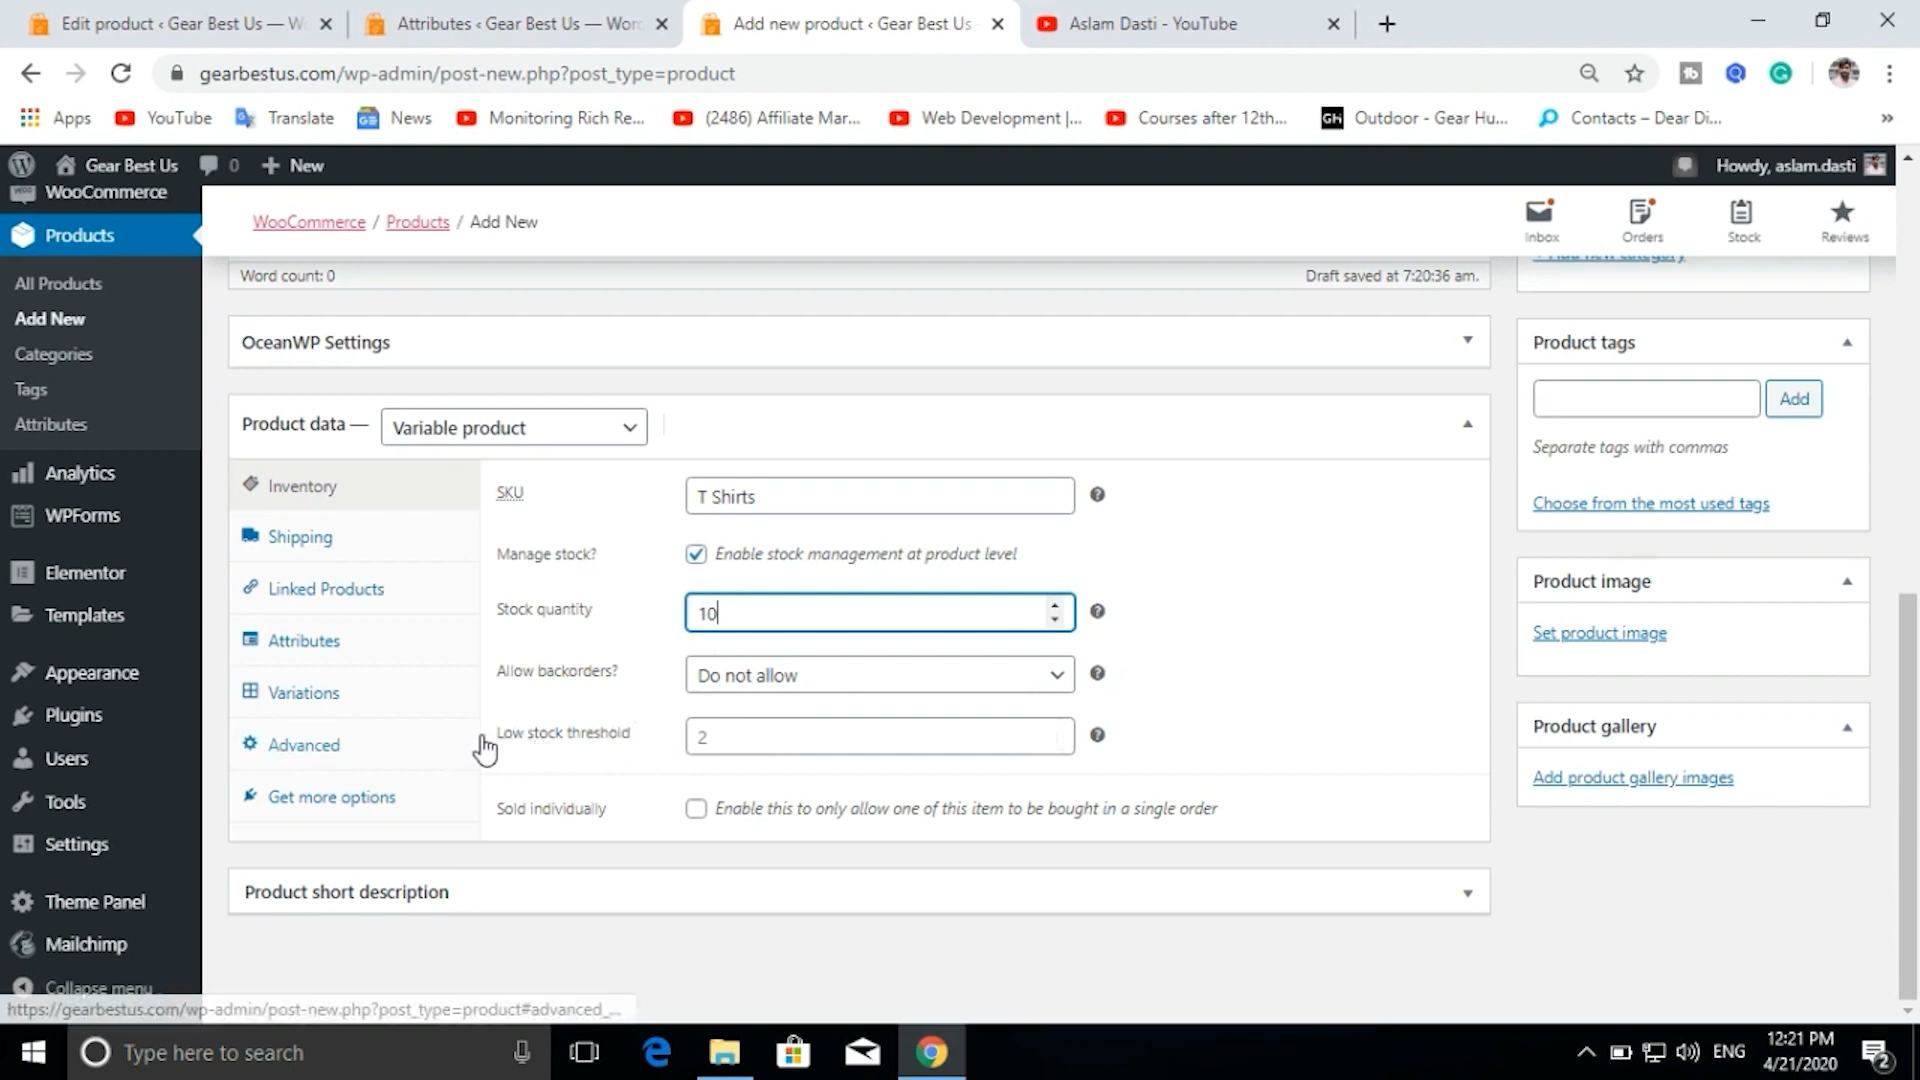 Edit product ‹ Gear Best Us — W
Attributes ‹ Gear Best Us — Word
Add new product ‹ Gear Best Us
Aslam Dasti - YouTube
gearbestus.com/wp-admin/post-new.php?post_type=product
Apps
YouTube
Translate
News
Monitoring Rich Re...
(2486) Affiliate Mar...
Web Development |...
Courses after 12th...
GH
Outdoor - Gear Hu...
Contacts – Dear Di...
»
Gear Best Us
0
New
Howdy, aslam.dasti
WooCommerce
Products
All Products
Add New
Categories
Tags
Attributes
Analytics
WPForms
Elementor
Templates
Appearance
Plugins
Users
Tools
Settings
Theme Panel
Mailchimp
Collapse menu
WooCommerce / Products / Add New
Inbox
Orders
Stock
Reviews
Word count: 0
Draft saved at 7:20:36 am.
+ Add new category
OceanWP Settings
Product data —
Variable product
Inventory
Shipping
Linked Products
Attributes
Variations
Advanced
Get more options
SKU
T Shirts
Manage stock?
Enable stock management at product level
Stock quantity
10
Allow backorders?
Do not allow
Low stock threshold
2
Sold individually
Enable this to only allow one of this item to be bought in a single order
Product short description
Product tags
Add
Separate tags with commas
Choose from the most used tags
Product image
Set product image
Product gallery
Add product gallery images
https://gearbestus.com/wp-admin/post-new.php?post_type=product#advanced_...
Type here to search
ENG
12:21 PM
4/21/2020
2